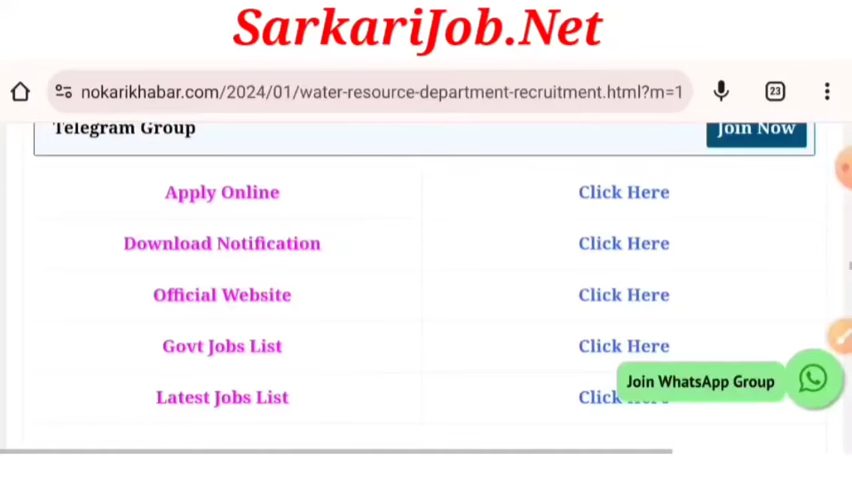 SarkariJob.Net
nokarikhabar.com/2024/01/water-resource-department-recruitment.html?m=1
23
Telegram Group Join Now
Apply Online Click Here
Download Notification Click Here
Official Website Click Here
Govt Jobs List Click Here
Join WhatsApp Group
Latest Jobs List Click